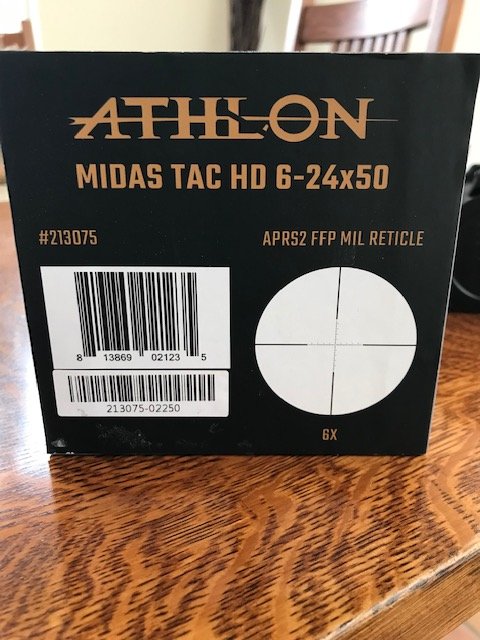 ATHLON
MIDAS TAC HD 6-24x50
#213075
APRS2 FFP MIL RETICLE
8 13869 02123 5
213075-02250
6X